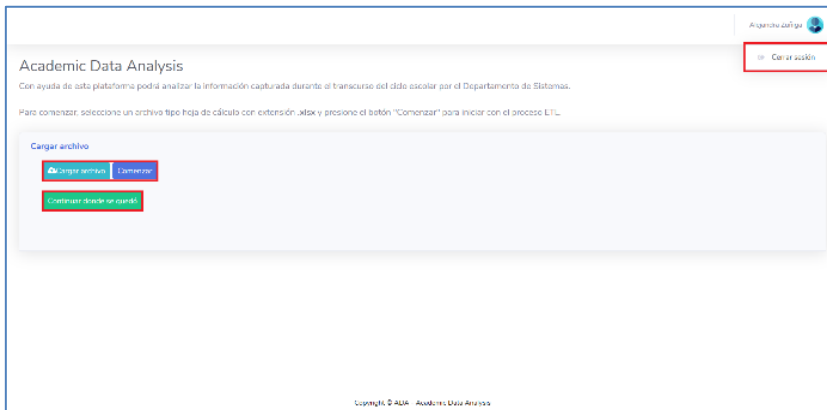 Alejandra Zuñiga
Cerrar sesión
Academic Data Analysis
Con ayuda de esta plataforma podrá analizar la información capturada durante el transcurso del ciclo escolar por el Departamento de Sistemas.
Para comenzar, seleccione un archivo tipo hoja de cálculo con extensión .xlsx y presione el botón "Comenzar" para iniciar con el proceso ETL.
Cargar archivo
Cargar archivo Comenzar
Continuar donde se quedó
Copyright © ADA - Academic Data Analysis